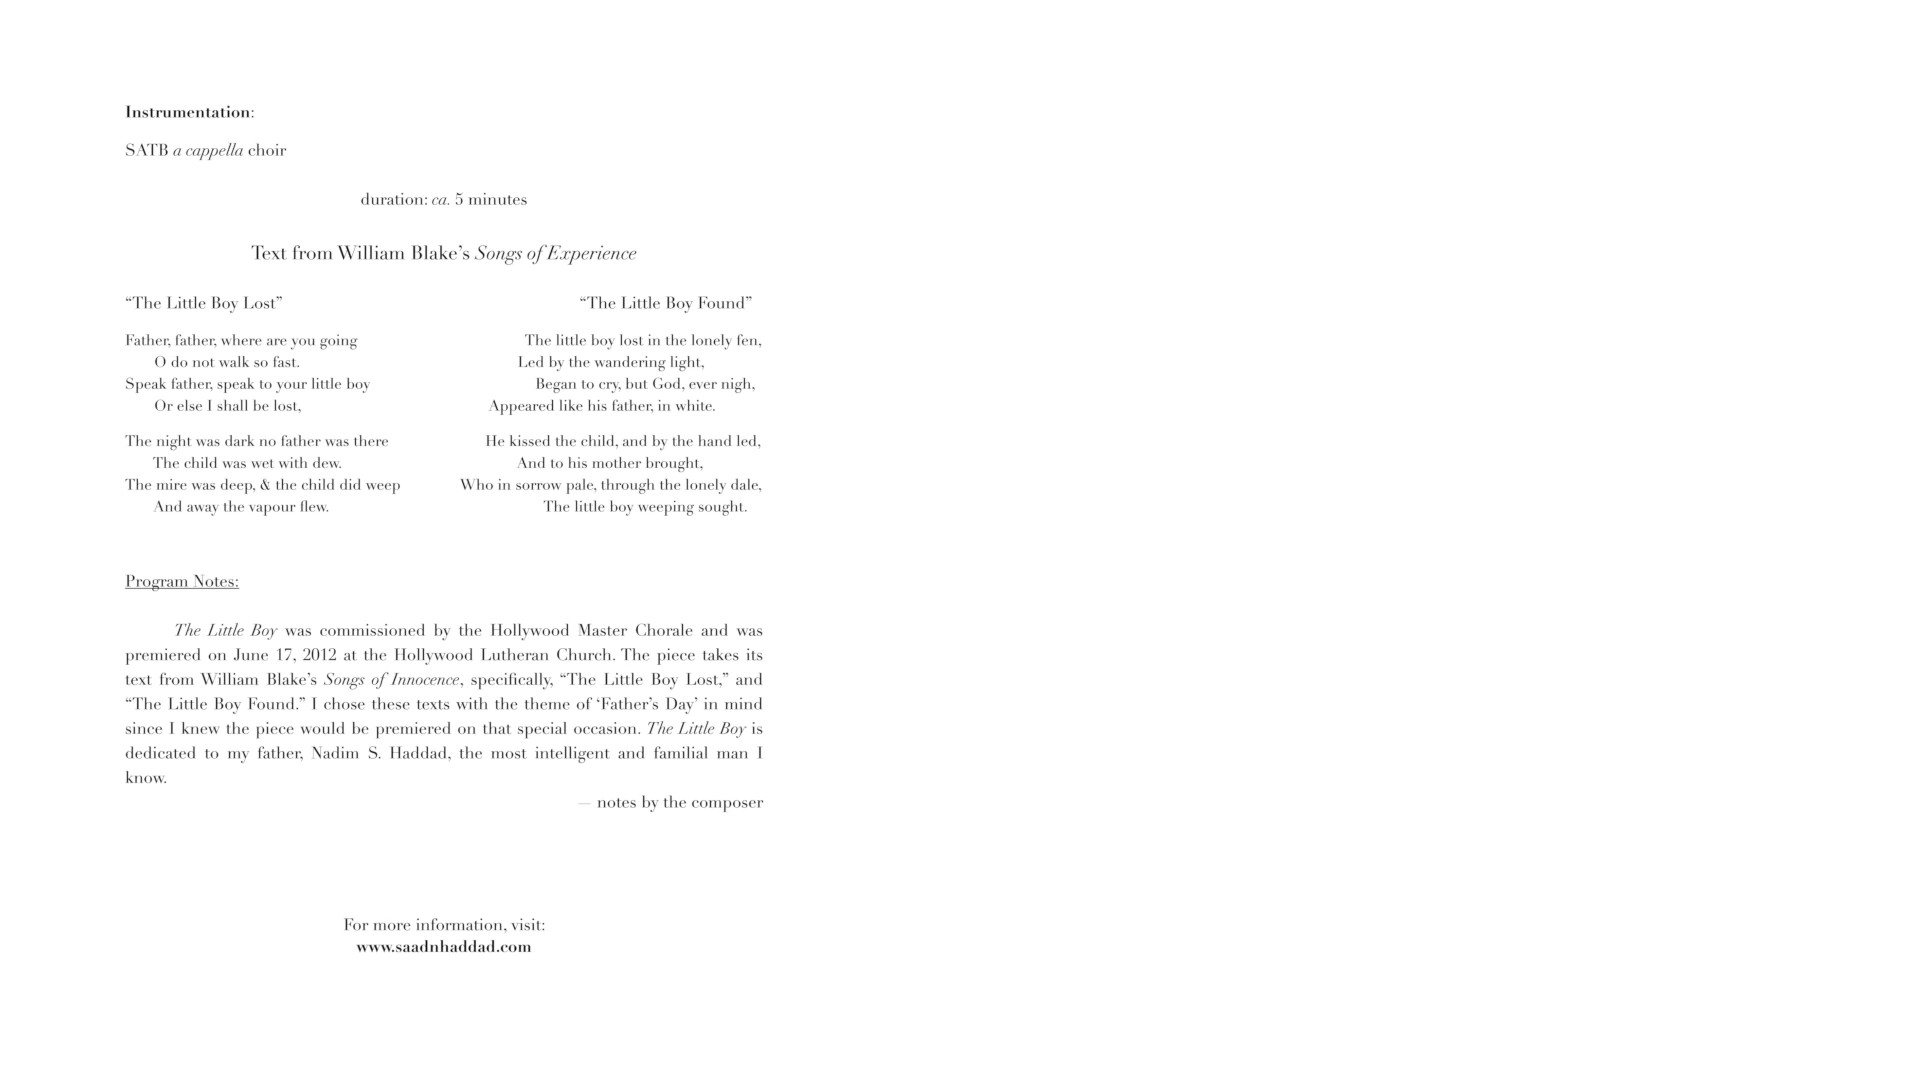 Instrumentation:
SATB a cappella choir
duration: ca. 5 minutes
Text from William Blake’s Songs of Experience
“The Little Boy Lost”
Father, father, where are you going
O do not walk so fast.
Speak father, speak to your little boy
Or else I shall be lost,
The night was dark no father was there
The child was wet with dew.
The mire was deep, & the child did weep
And away the vapour flew.
“The Little Boy Found”
The little boy lost in the lonely fen,
Led by the wandering light,
Began to cry, but God, ever nigh,
Appeared like his father, in white.
He kissed the child, and by the hand led,
And to his mother brought,
Who in sorrow pale, through the lonely dale,
The little boy weeping sought.
Program Notes:
The Little Boy was commissioned by the Hollywood Master Chorale and was
premiered on June 17, 2012 at the Hollywood Lutheran Church. The piece takes its
text from William Blake’s Songs of Innocence, specifically, “The Little Boy Lost,” and
“The Little Boy Found.” I chose these texts with the theme of ‘Father’s Day’ in mind
since I knew the piece would be premiered on that special occasion. The Little Boy is
dedicated to my father, Nadim S. Haddad, the most intelligent and familial man I
know.
— notes by the composer
For more information, visit:
www.saadnhaddad.com